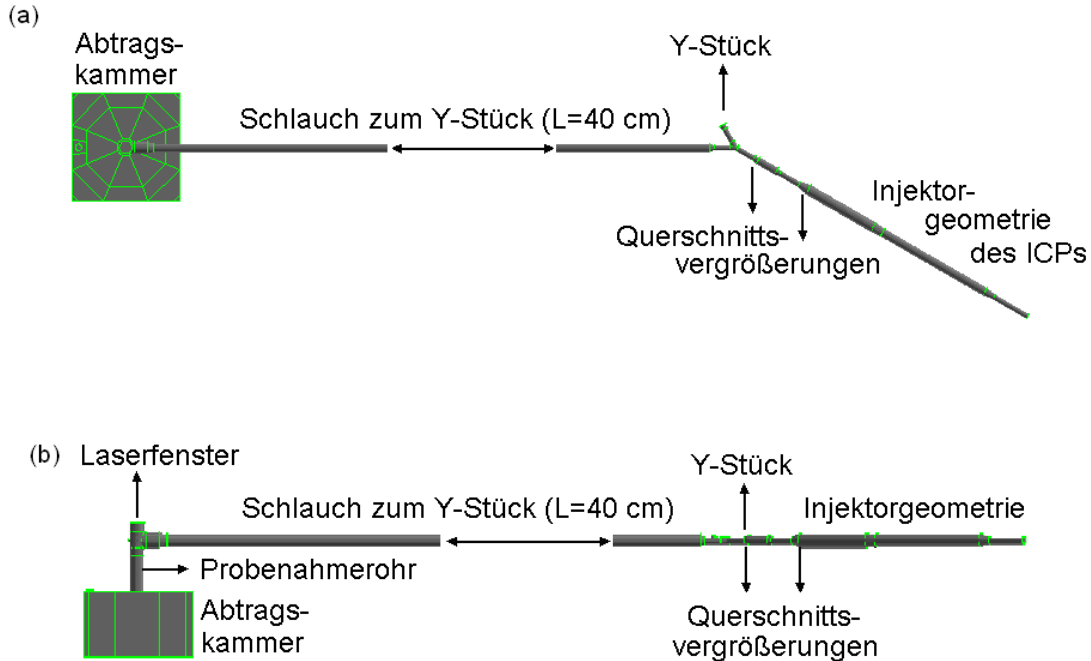 (a)
Abtrags-
kammer
Y-Stück
Schlauch zum Y-Stück (L=40 cm)
Injektor-
geometrie
des ICPs
Querschnitts-
vergrößerungen
(b)
Laserfenster
Y-Stück
Schlauch zum Y-Stück (L=40 cm)
Injektorgeometrie
Probenahmerohr
Abtrags-
kammer
Querschnitts-
vergrößerungen